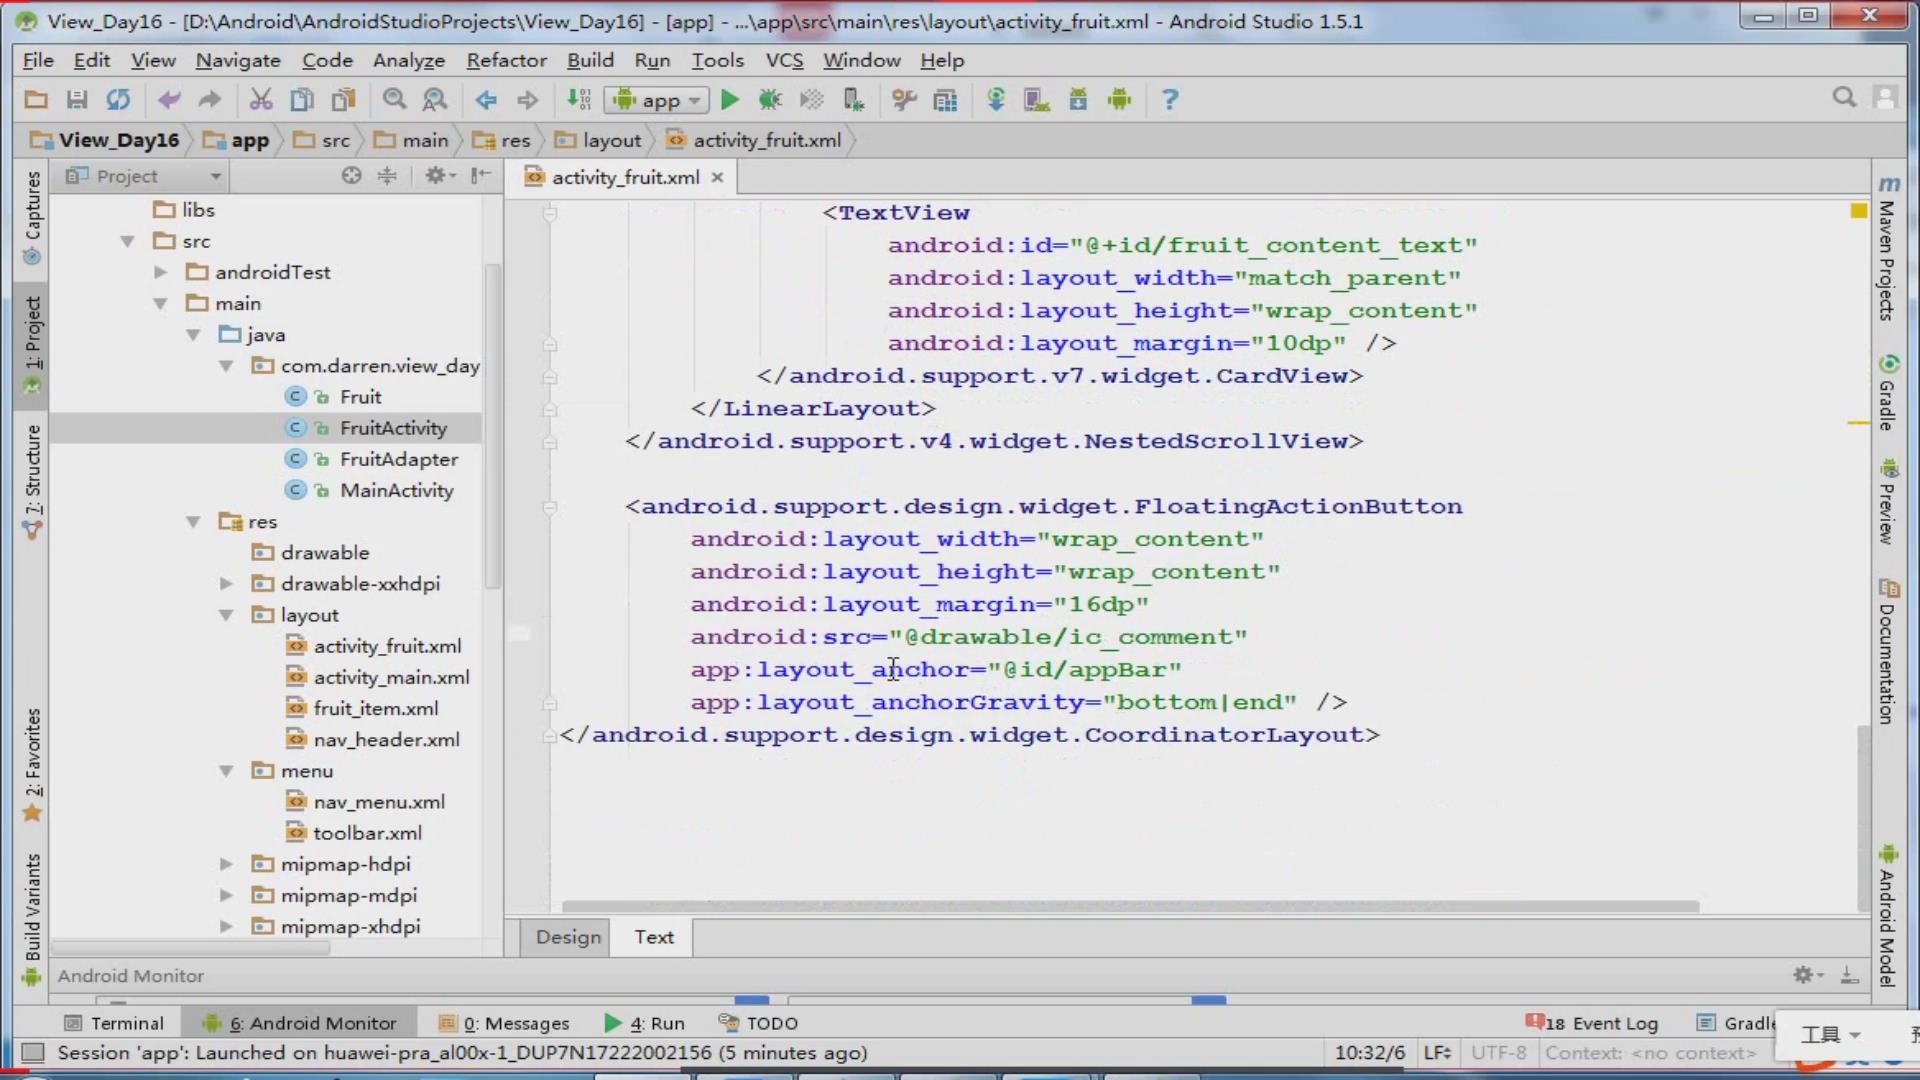 View_Day16 - [D:\Android\AndroidStudioProjects\View_Day16] - [app] - ...\app\src\main\res\layout\activity_fruit.xml - Android Studio 1.5.1
File Edit View Navigate Code Analyze Refactor Build Run Tools VCS Window Help
app
View_Day16 app src main res layout activity_fruit.xml
Project
activity_fruit.xml
Captures
1: Project
7: Structure
2: Favorites
Build Variants
libs
src
androidTest
main
java
com.darren.view_day
Fruit
FruitActivity
FruitAdapter
MainActivity
res
drawable
drawable-xxhdpi
layout
activity_fruit.xml
activity_main.xml
fruit_item.xml
nav_header.xml
menu
nav_menu.xml
toolbar.xml
mipmap-hdpi
mipmap-mdpi
mipmap-xhdpi
<TextView
android:id="@+id/fruit_content_text"
android:layout_width="match_parent"
android:layout_height="wrap_content"
android:layout_margin="10dp" />
</android.support.v7.widget.CardView>
</LinearLayout>
</android.support.v4.widget.NestedScrollView>
<android.support.design.widget.FloatingActionButton
android:layout_width="wrap_content"
android:layout_height="wrap_content"
android:layout_margin="16dp"
android:src="@drawable/ic_comment"
app:layout_anchor="@id/appBar"
app:layout_anchorGravity="bottom|end" />
</android.support.design.widget.CoordinatorLayout>
Maven Projects
Gradle
Preview
Documentation
Android Model
Design Text
Android Monitor
Terminal 6: Android Monitor 0: Messages 4: Run TODO 18 Event Log Gradle
工具
Session 'app': Launched on huawei-pra_al00x-1_DUP7N17222002156 (5 minutes ago) 10:32/6 LF UTF-8 Context: <no context>